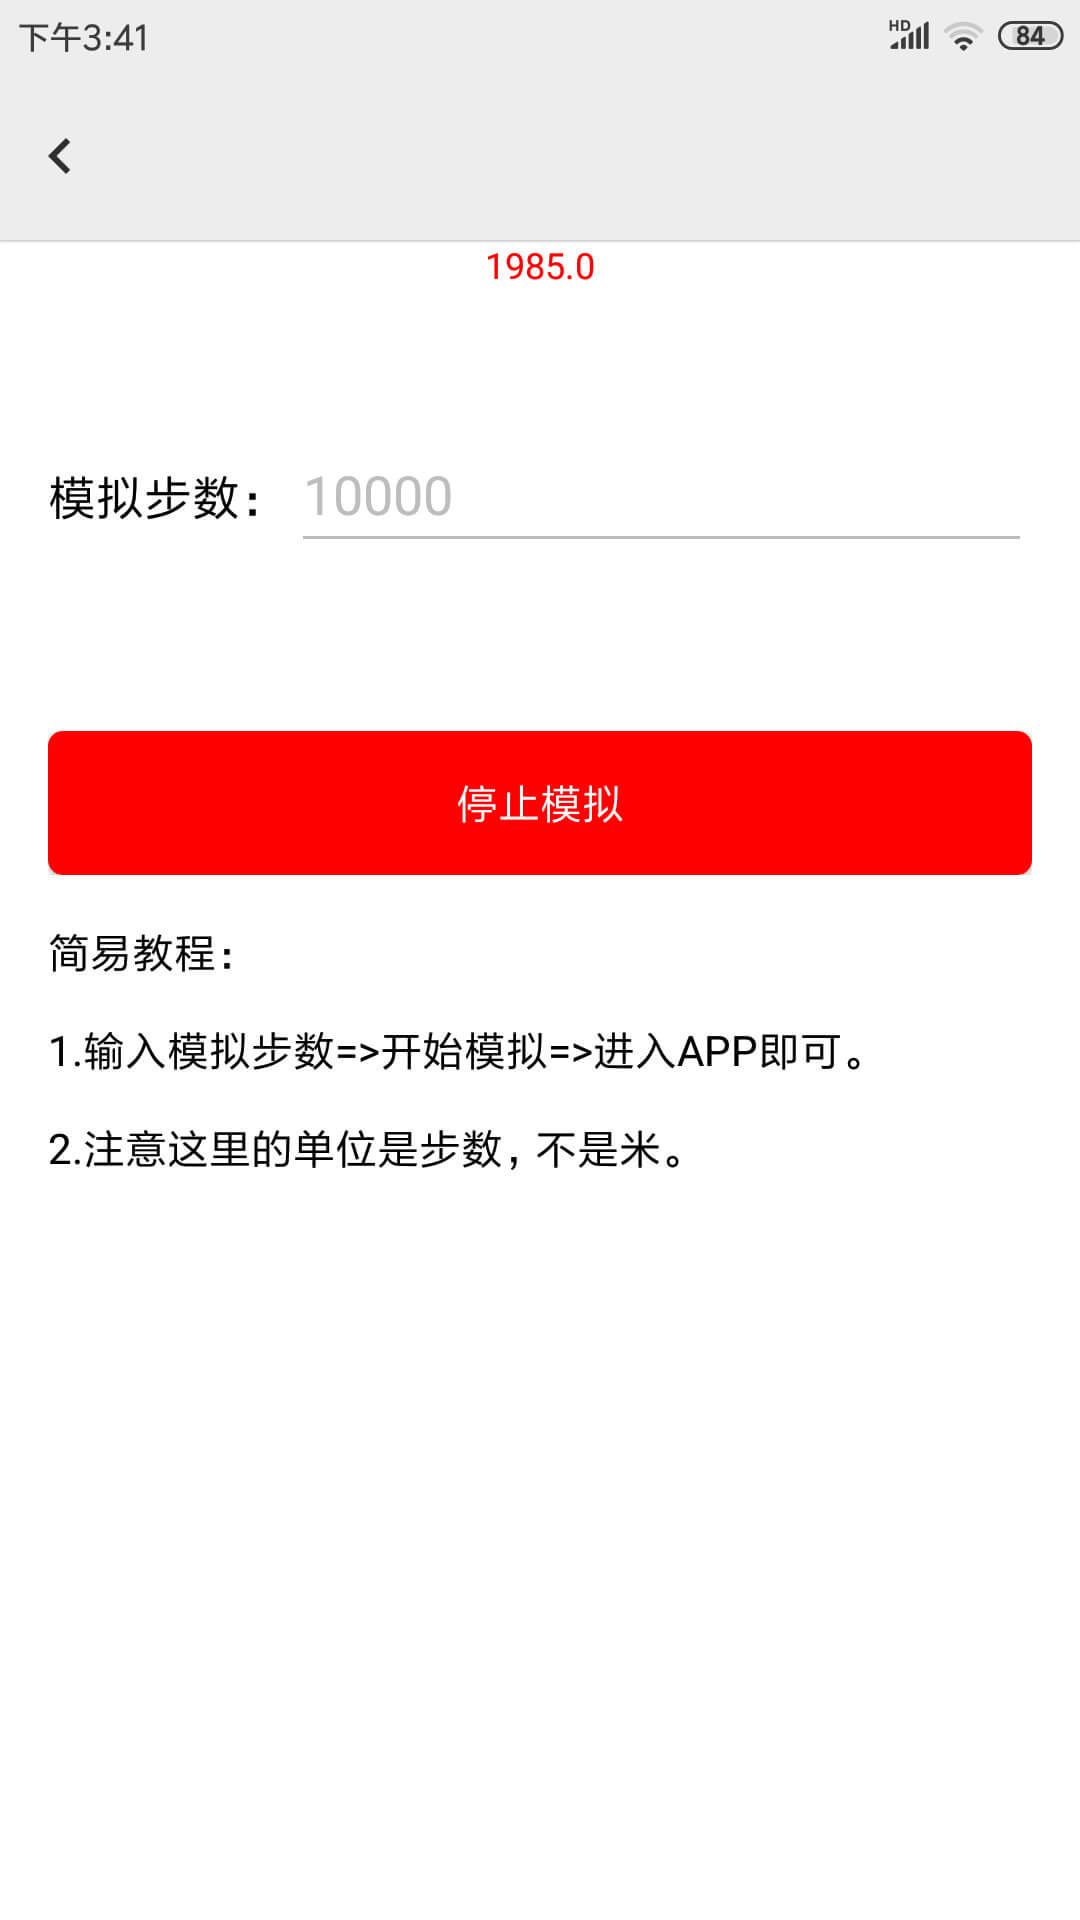 下午3:41 HD 84
1985.0
模拟步数： 10000
停止模拟
简易教程：
1.输入模拟步数=>开始模拟=>进入APP即可。
2.注意这里的单位是步数，不是米。